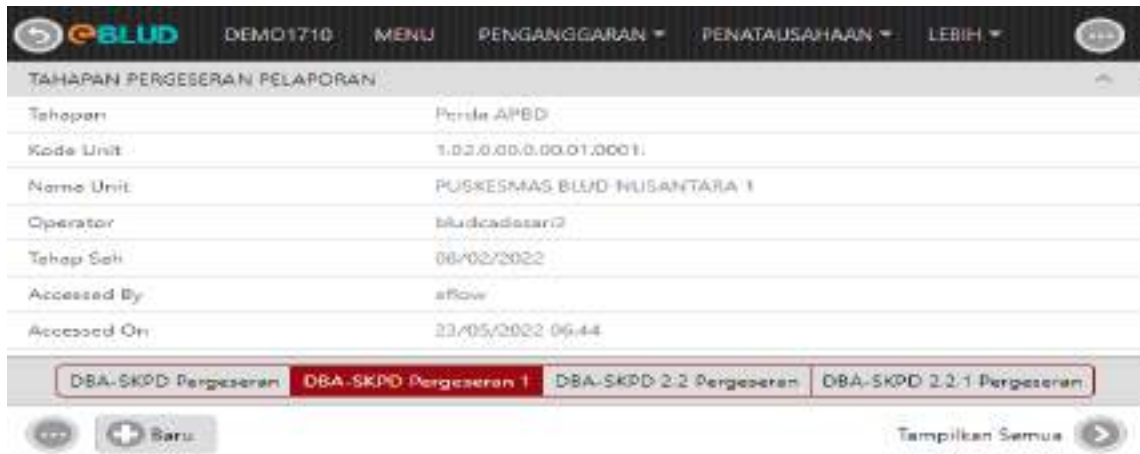 eBLUD DEMO1710 MENU PENGANGGARAN PENATAUSAHAAN LEBIH
TAHAPAN PERGESERAN PELAPORAN
Tahapan Perda APBD
Kode Unit 1.02.0.00.0.00.01.0001.
Nama Unit PUSKESMAS BLUD NUSANTARA 1
Operator
Tahap Sah 06/02/2022
Accessed By aflow
Accessed On 23/05/2022 06:44
DBA-SKPD Pergeseran DBA-SKPD Pergeseran 1 DBA-SKPD 2.2 Pergeseran DBA-SKPD 2.2.1 Pergeseran
Baru Tampilkan Semua